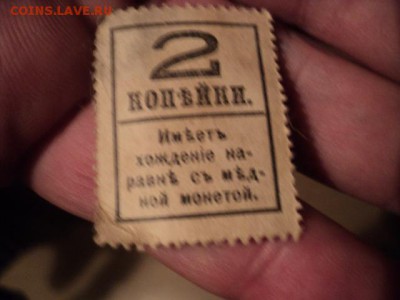 COINS.LAVE.RU
2
КОПѢЙКИ.
Имѣетъ
хожденіе на-
равнѣ съ мѣд-
ной монетой.